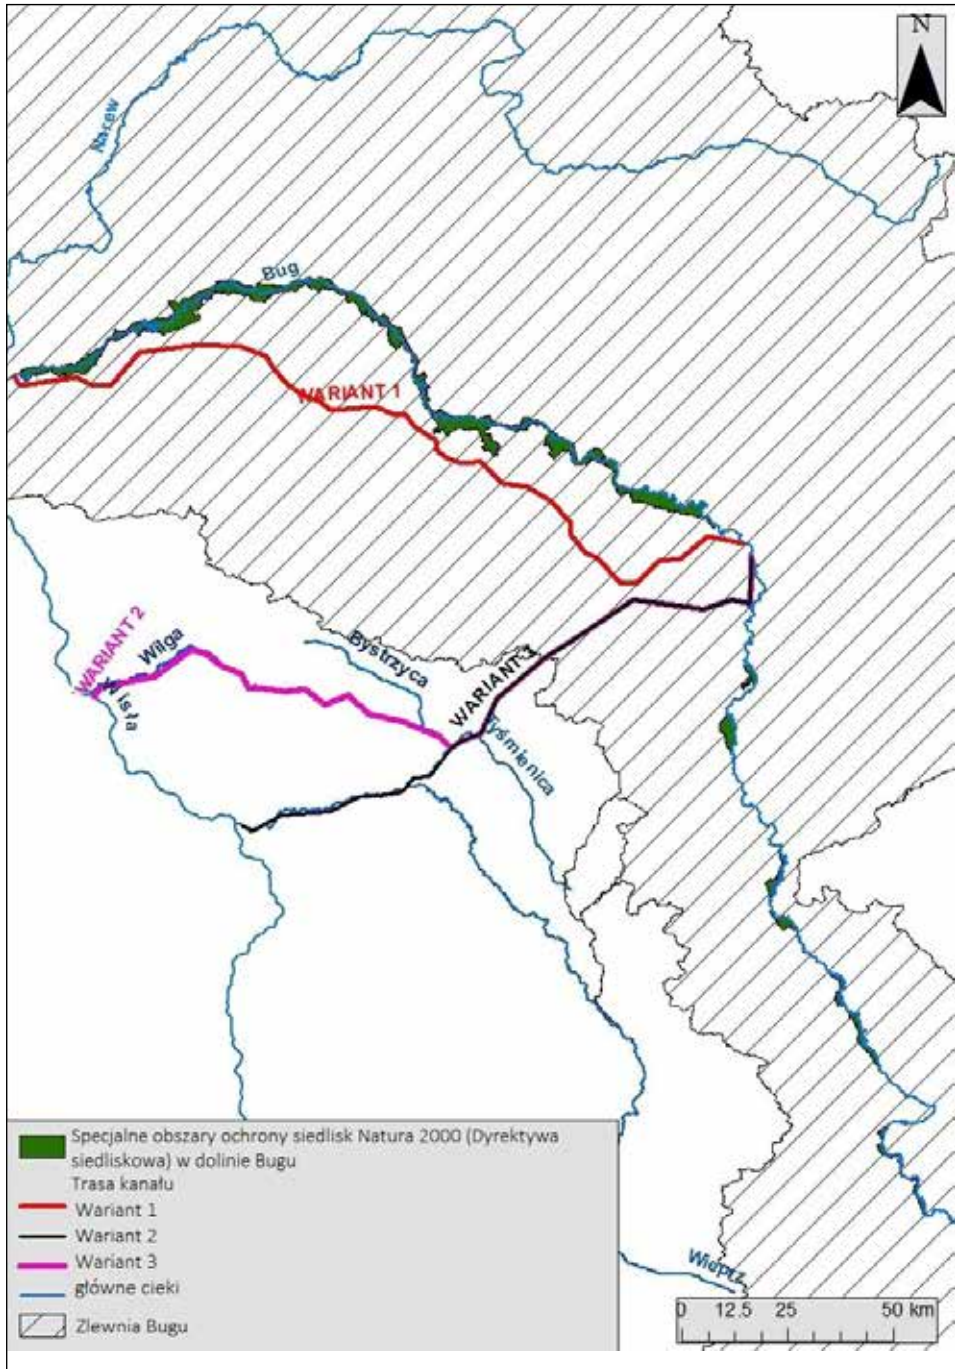 N
Narew
Bug
WARIANT 1
WARIANT 2
Wilga
Wisła
Bystrzyca
WARIANT 3
Tyśmienica
Specjalne obszary ochrony siedlisk Natura 2000 (Dyrektywa
siedliskowa) w dolinie Bugu
Trasa kanału
Wariant 1
Wariant 2
Wariant 3
główne cieki
Zlewnia Bugu
Wieprz
0 12.5 25 50 km